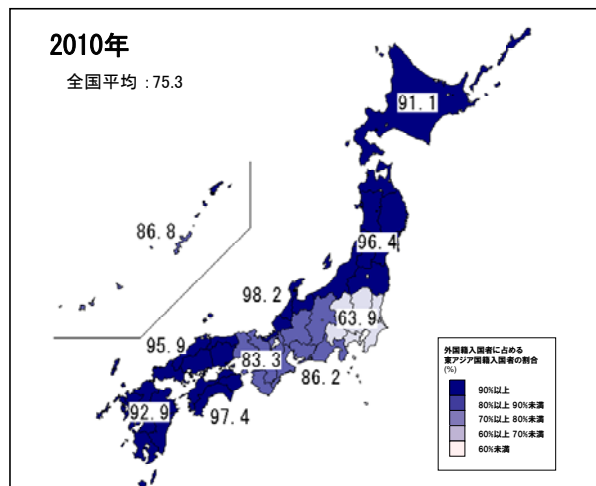 2010年
全国平均 :75.3
91.1
86.8
96.4
98.2
63.9
95.9
83.3
86.2
92.9
97.4
外国籍入国者に占める
東アジア国籍入国者の割合
(%)
90%以上
80%以上 90%未満
70%以上 80%未満
60%以上 70%未満
60%未満